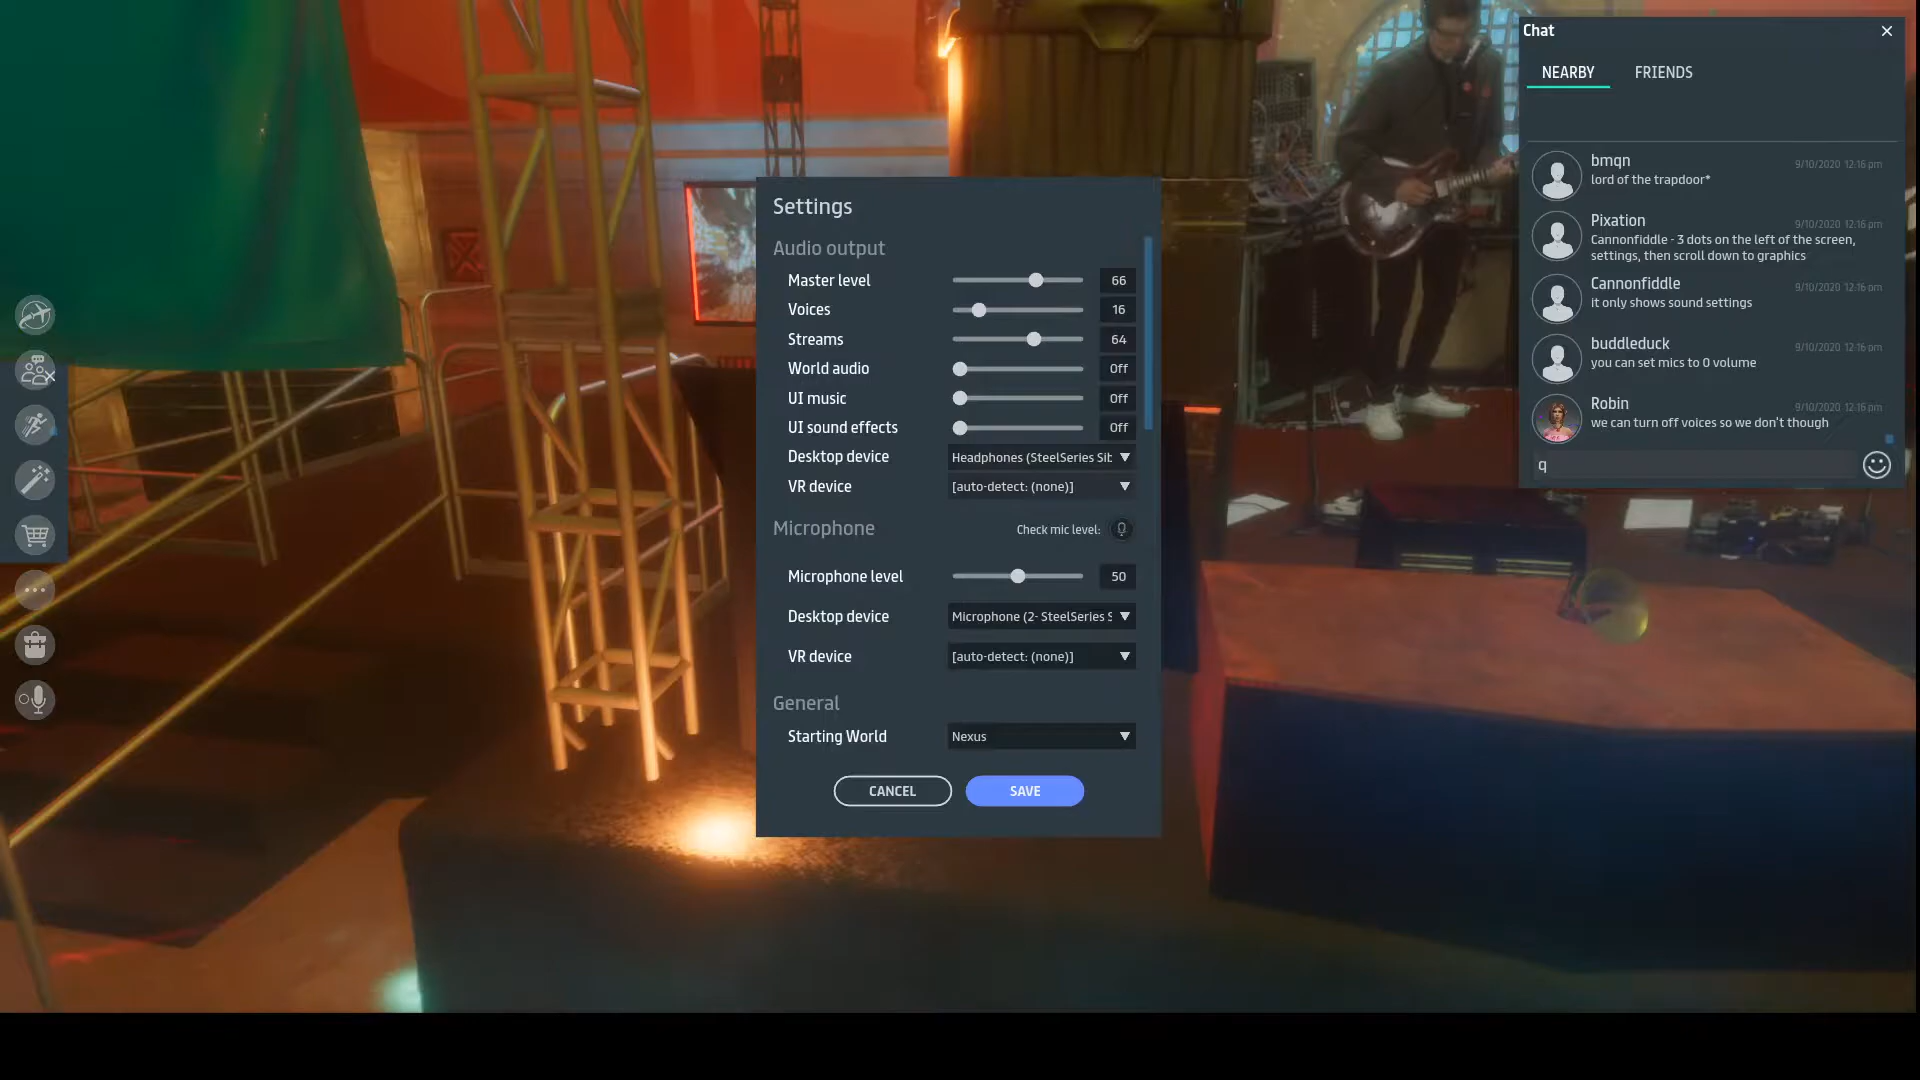 Settings
Audio output
Master level 66
Voices 16
Streams 64
World audio Off
UI music Off
UI sound effects Off
Desktop device Headphones (SteelSeries Sib
VR device [auto-detect: (none)]
Microphone Check mic level:
Microphone level 50
Desktop device Microphone (2- SteelSeries S
VR device [auto-detect: (none)]
General
Starting World Nexus
CANCEL SAVE
Chat
NEARBY FRIENDS
bmqn 9/10/2020 12:16 pm
lord of the trapdoor*
Pixation 9/10/2020 12:16 pm
Cannonfiddle - 3 dots on the left of the screen,
settings, then scroll down to graphics
Cannonfiddle 9/10/2020 12:16 pm
it only shows sound settings
buddleduck 9/10/2020 12:16 pm
you can set mics to 0 volume
Robin 9/10/2020 12:16 pm
we can turn off voices so we don't though
q